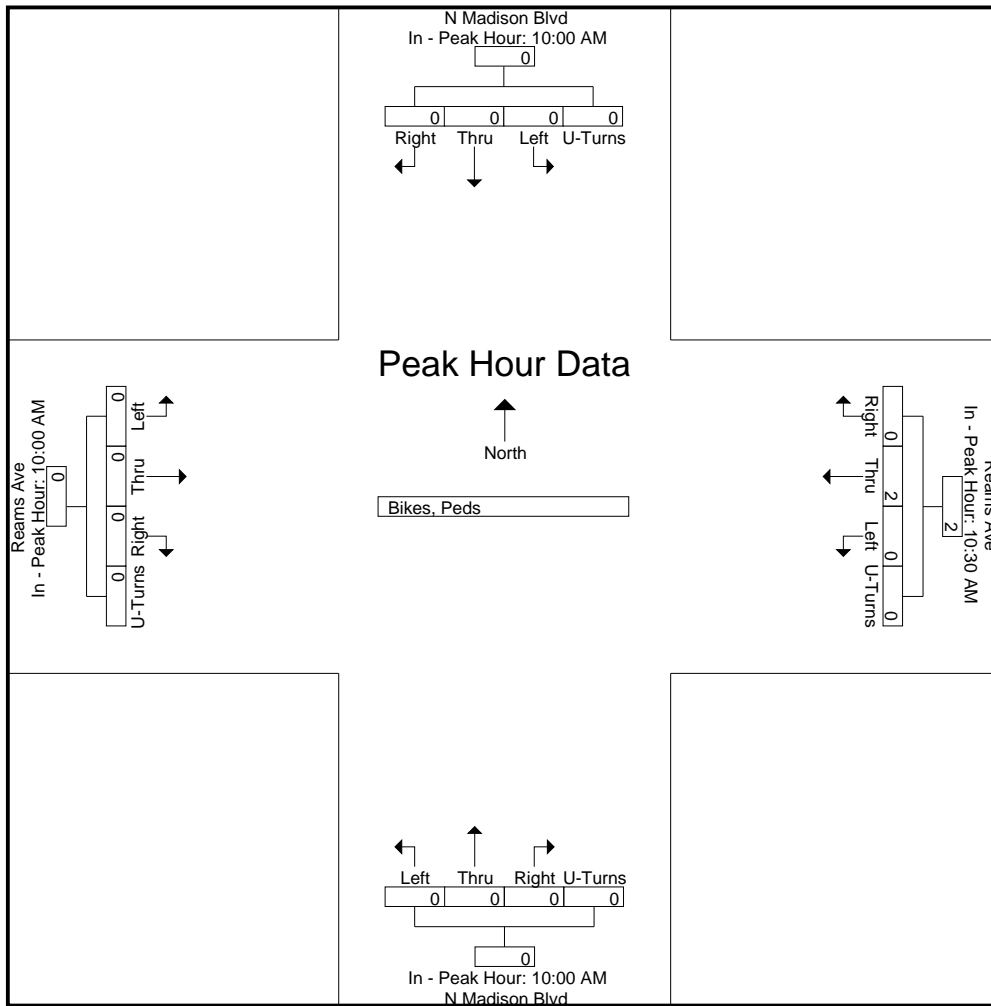 N Madison Blvd
In - Peak Hour: 10:00 AM
0
0 0 0 0
Right Thru Left U-Turns
Peak Hour Data
North
Bikes, Peds
Reams Ave
In - Peak Hour: 10:00 AM
0
0 0 0 0
Left Thru Right U-Turns
Reams Ave
In - Peak Hour: 10:30 AM
2
0 2 0 0
Right Thru Left U-Turns
Left Thru Right U-Turns
0 0 0 0
0
In - Peak Hour: 10:00 AM
N Madison Blvd